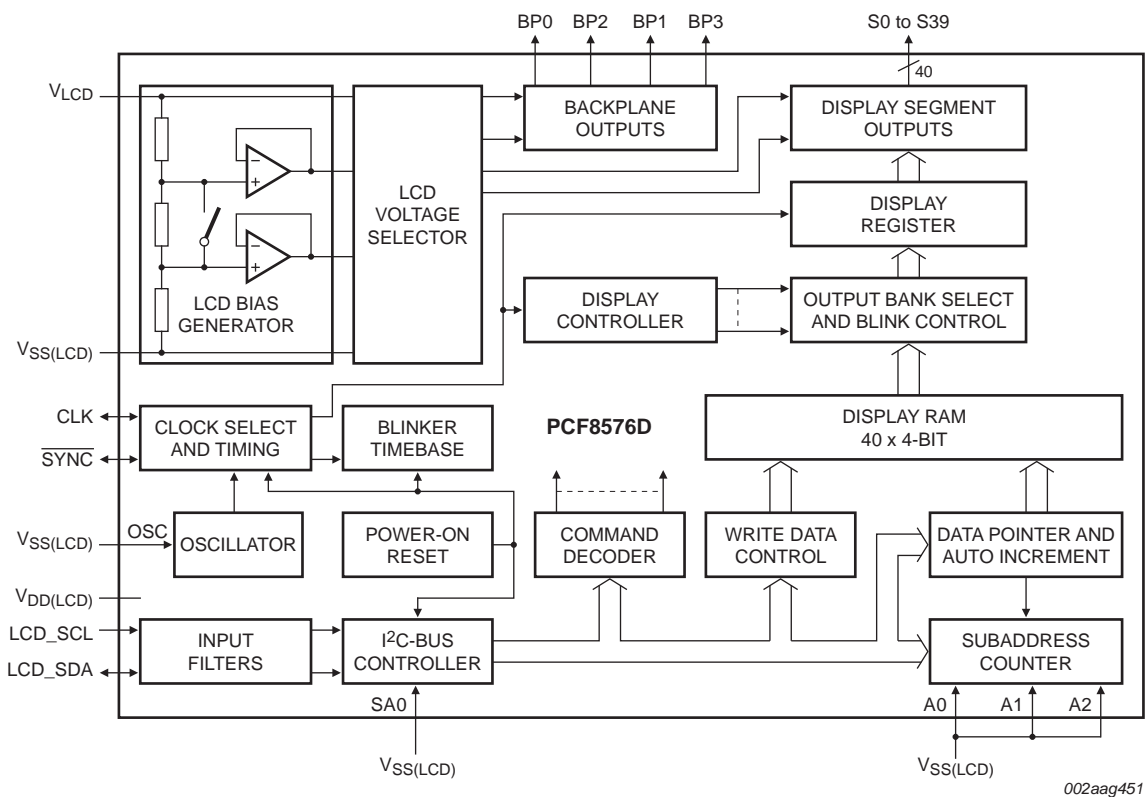 BP0 BP2 BP1 BP3 S0 to S39
40
VLCD
BACKPLANE
OUTPUTS
DISPLAY SEGMENT
OUTPUTS
LCD
VOLTAGE
SELECTOR
DISPLAY
REGISTER
LCD BIAS
GENERATOR
DISPLAY
CONTROLLER
OUTPUT BANK SELECT
AND BLINK CONTROL
VSS(LCD)
CLK
SYNC
CLOCK SELECT
AND TIMING
BLINKER
TIMEBASE
PCF8576D
DISPLAY RAM
40 x 4-BIT
VSS(LCD)
OSC
OSCILLATOR
POWER-ON
RESET
COMMAND
DECODER
WRITE DATA
CONTROL
DATA POINTER AND
AUTO INCREMENT
VDD(LCD)
LCD_SCL
LCD_SDA
INPUT
FILTERS
I2C-BUS
CONTROLLER
SUBADDRESS
COUNTER
SA0
A0 A1 A2
VSS(LCD)
VSS(LCD)
002aag451